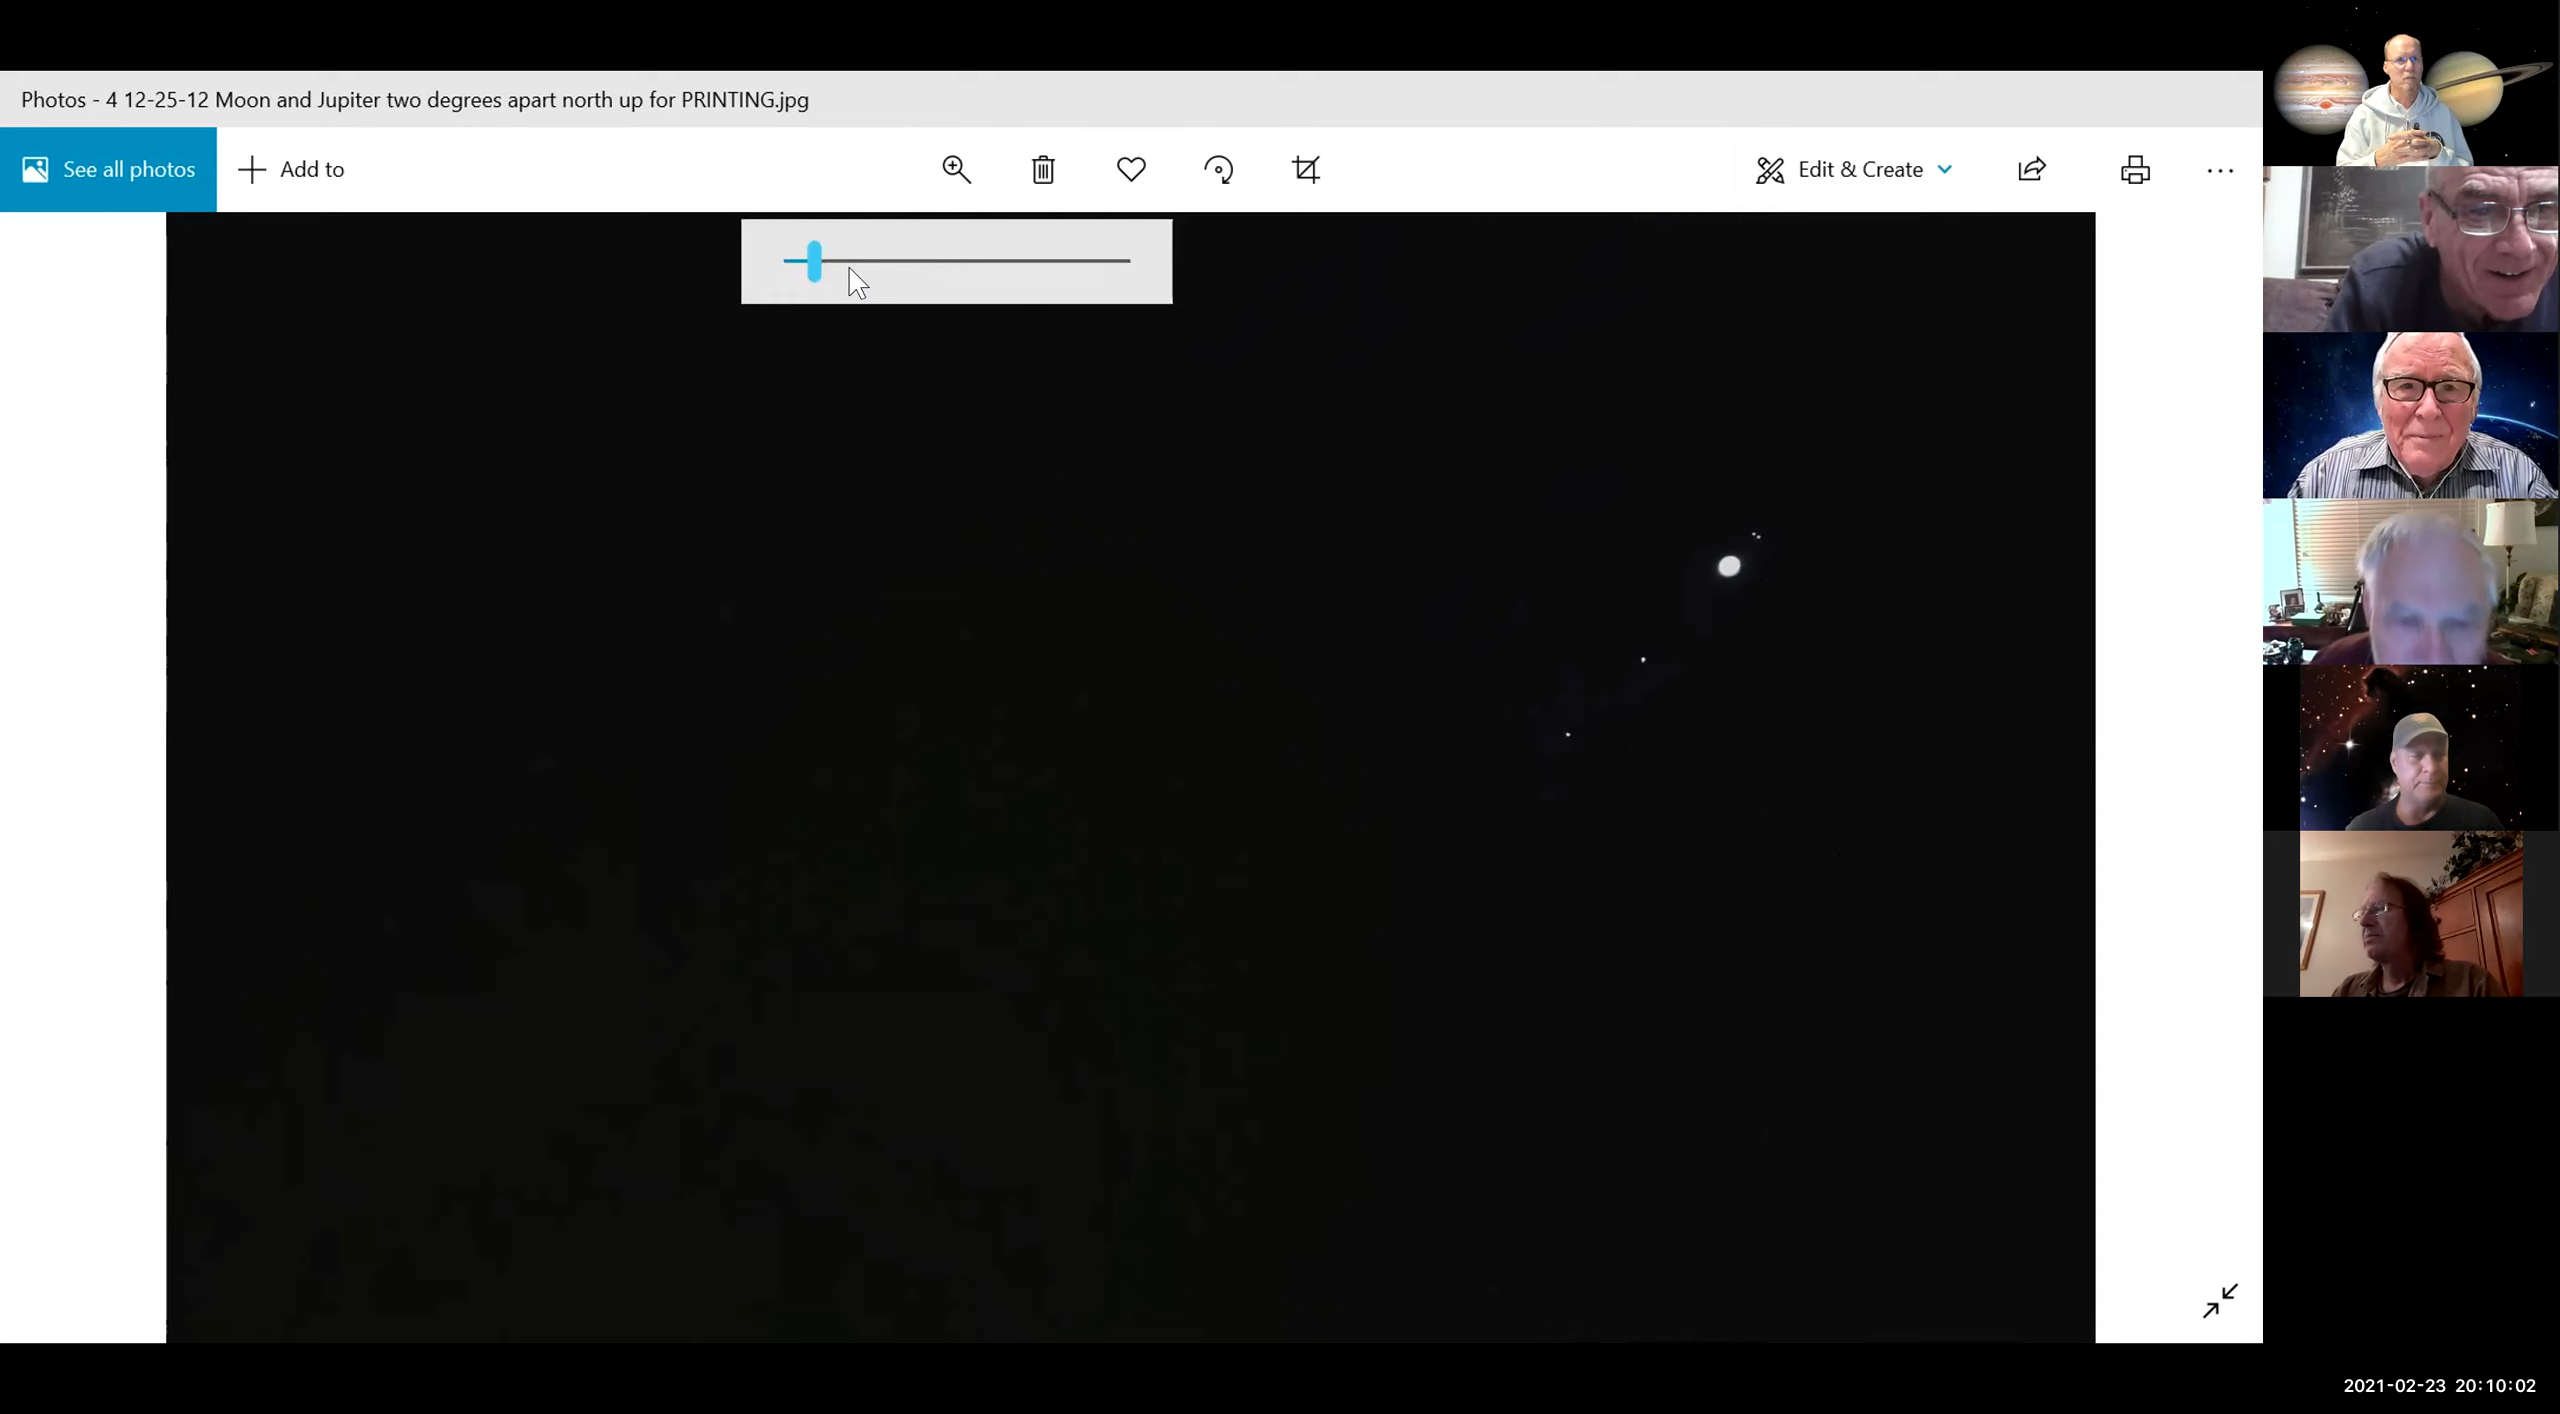 Photos - 4 12-25-12 Moon and Jupiter two degrees apart north up for PRINTING.jpg
See all photos
Add to
Edit & Create
2021-02-23 20:10:02